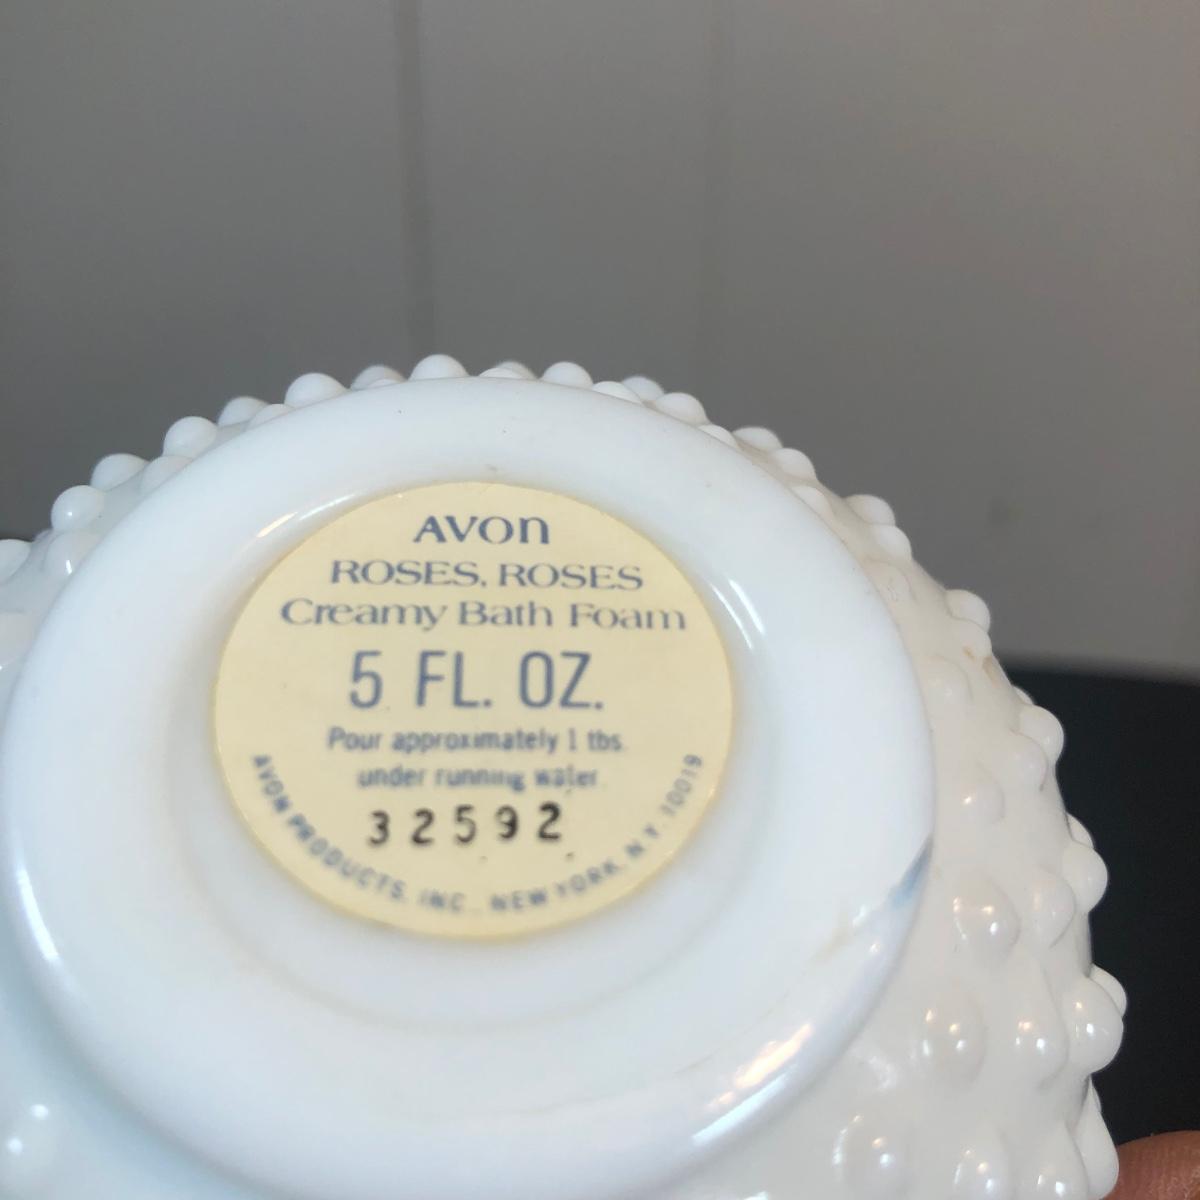 AVON
ROSES, ROSES
Creamy Bath Foam
5 FL. OZ.
Pour approximately 1 tbs.
under running water.
32592
AVON PRODUCTS, INC., NEW YORK, N.Y. 10019